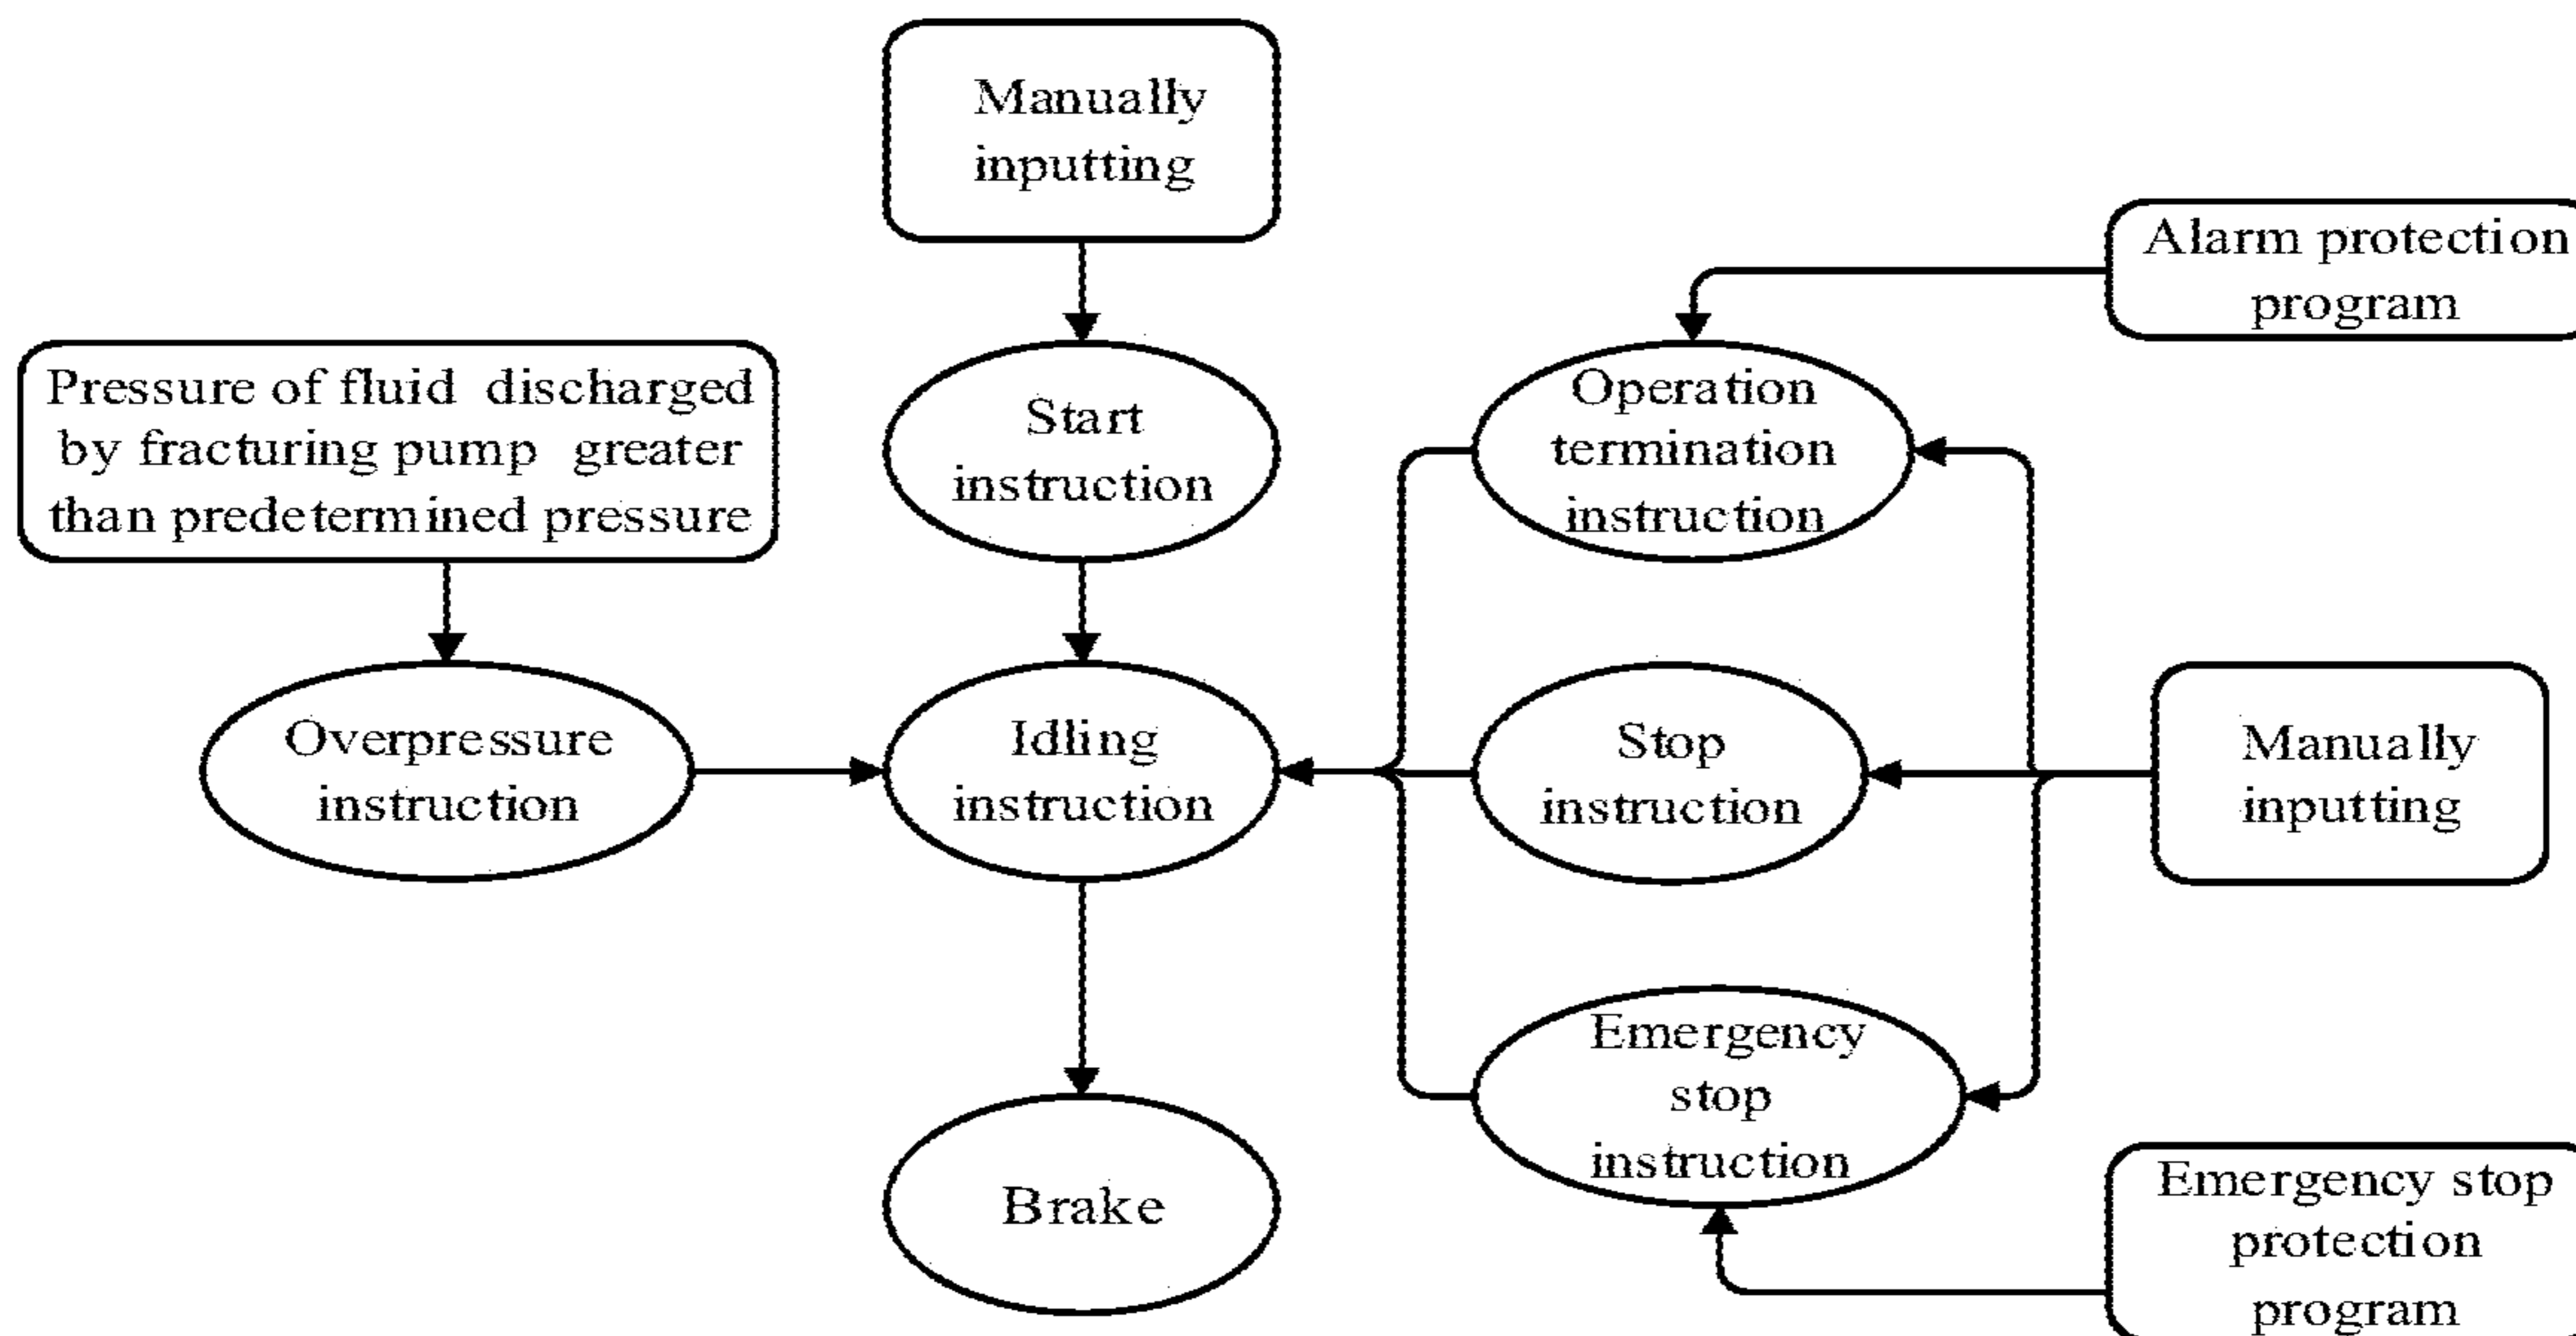 Manually
inputting
Alarm protection
program
Pressure of fluid discharged
by fracturing pump greater
than predetermined pressure
Start
instruction
Operation
termination
instruction
Overpressure
instruction
Idling
instruction
Stop
instruction
Manually
inputting
Emergency
stop
instruction
Brake
Emergency stop
protection
program